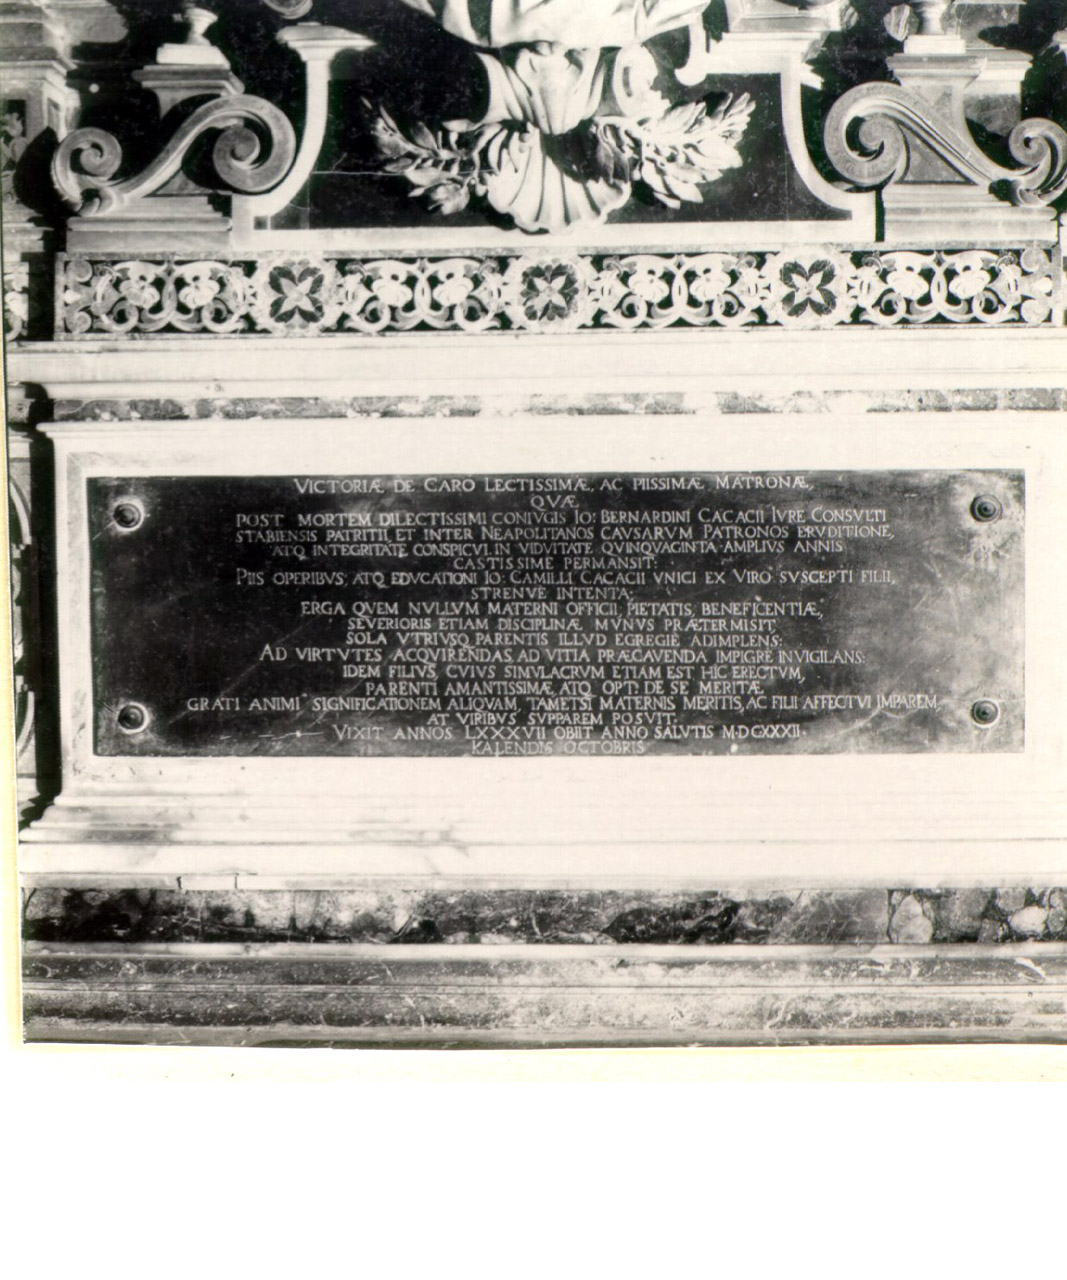 VICTORIÆ DE CARO LECTISSIMÆ, AC PIISSIMÆ MATRONÆ,
QVÆ
POST MORTEM DILECTISSIMI CONIVGIS IO: BERNARDINI CACACII IVRE CONSVLTI
STABIENSIS PATRITII, ET INTER NEAPOLITANOS CAVSARVM PATRONOS ERVDITIONE,
ATQ INTEGRITATE CONSPICVI. IN VIDVITATE QVINQVAGINTA AMPLIVS ANNIS
CASTISSIME PERMANSIT:
PIIS OPERIBVS, ATQ EDVCATIONI IO: CAMILLI CACACII VNICI EX VIRO SVSCEPTI FILII,
STRENVE INTENTA;
ERGA QVEM NVLLVM MATERNI OFFICII, PIETATIS, BENEFICENTIÆ,
SEVERIORIS ETIAM DISCIPLINÆ MVNVS PRÆTERMISIT,
SOLA VTRIVSQ PARENTIS ILLVD EGREGIE ADIMPLENS:
AD VIRTVTES ACQVIRENDAS, AD VITIA PRÆCAVENDA IMPIGRE INVIGILANS:
IDEM FILIVS, CVIVS SIMVLACRVM ETIAM EST HIC ERECTVM,
PARENTI AMANTISSIMÆ, ATQ OPT: DE SE MERITÆ,
GRATI ANIMI SIGNIFICATIONEM ALIQVAM, TAMETSI MATERNIS MERITIS, AC FILII AFFECTVI IMPAREM,
AT VIRIBVS SVPPAREM POSVIT.
VIXIT ANNOS LXXXVII OBIIT ANNO SALVTIS M·DCXXXII.
KALENDIS OCTOBRIS